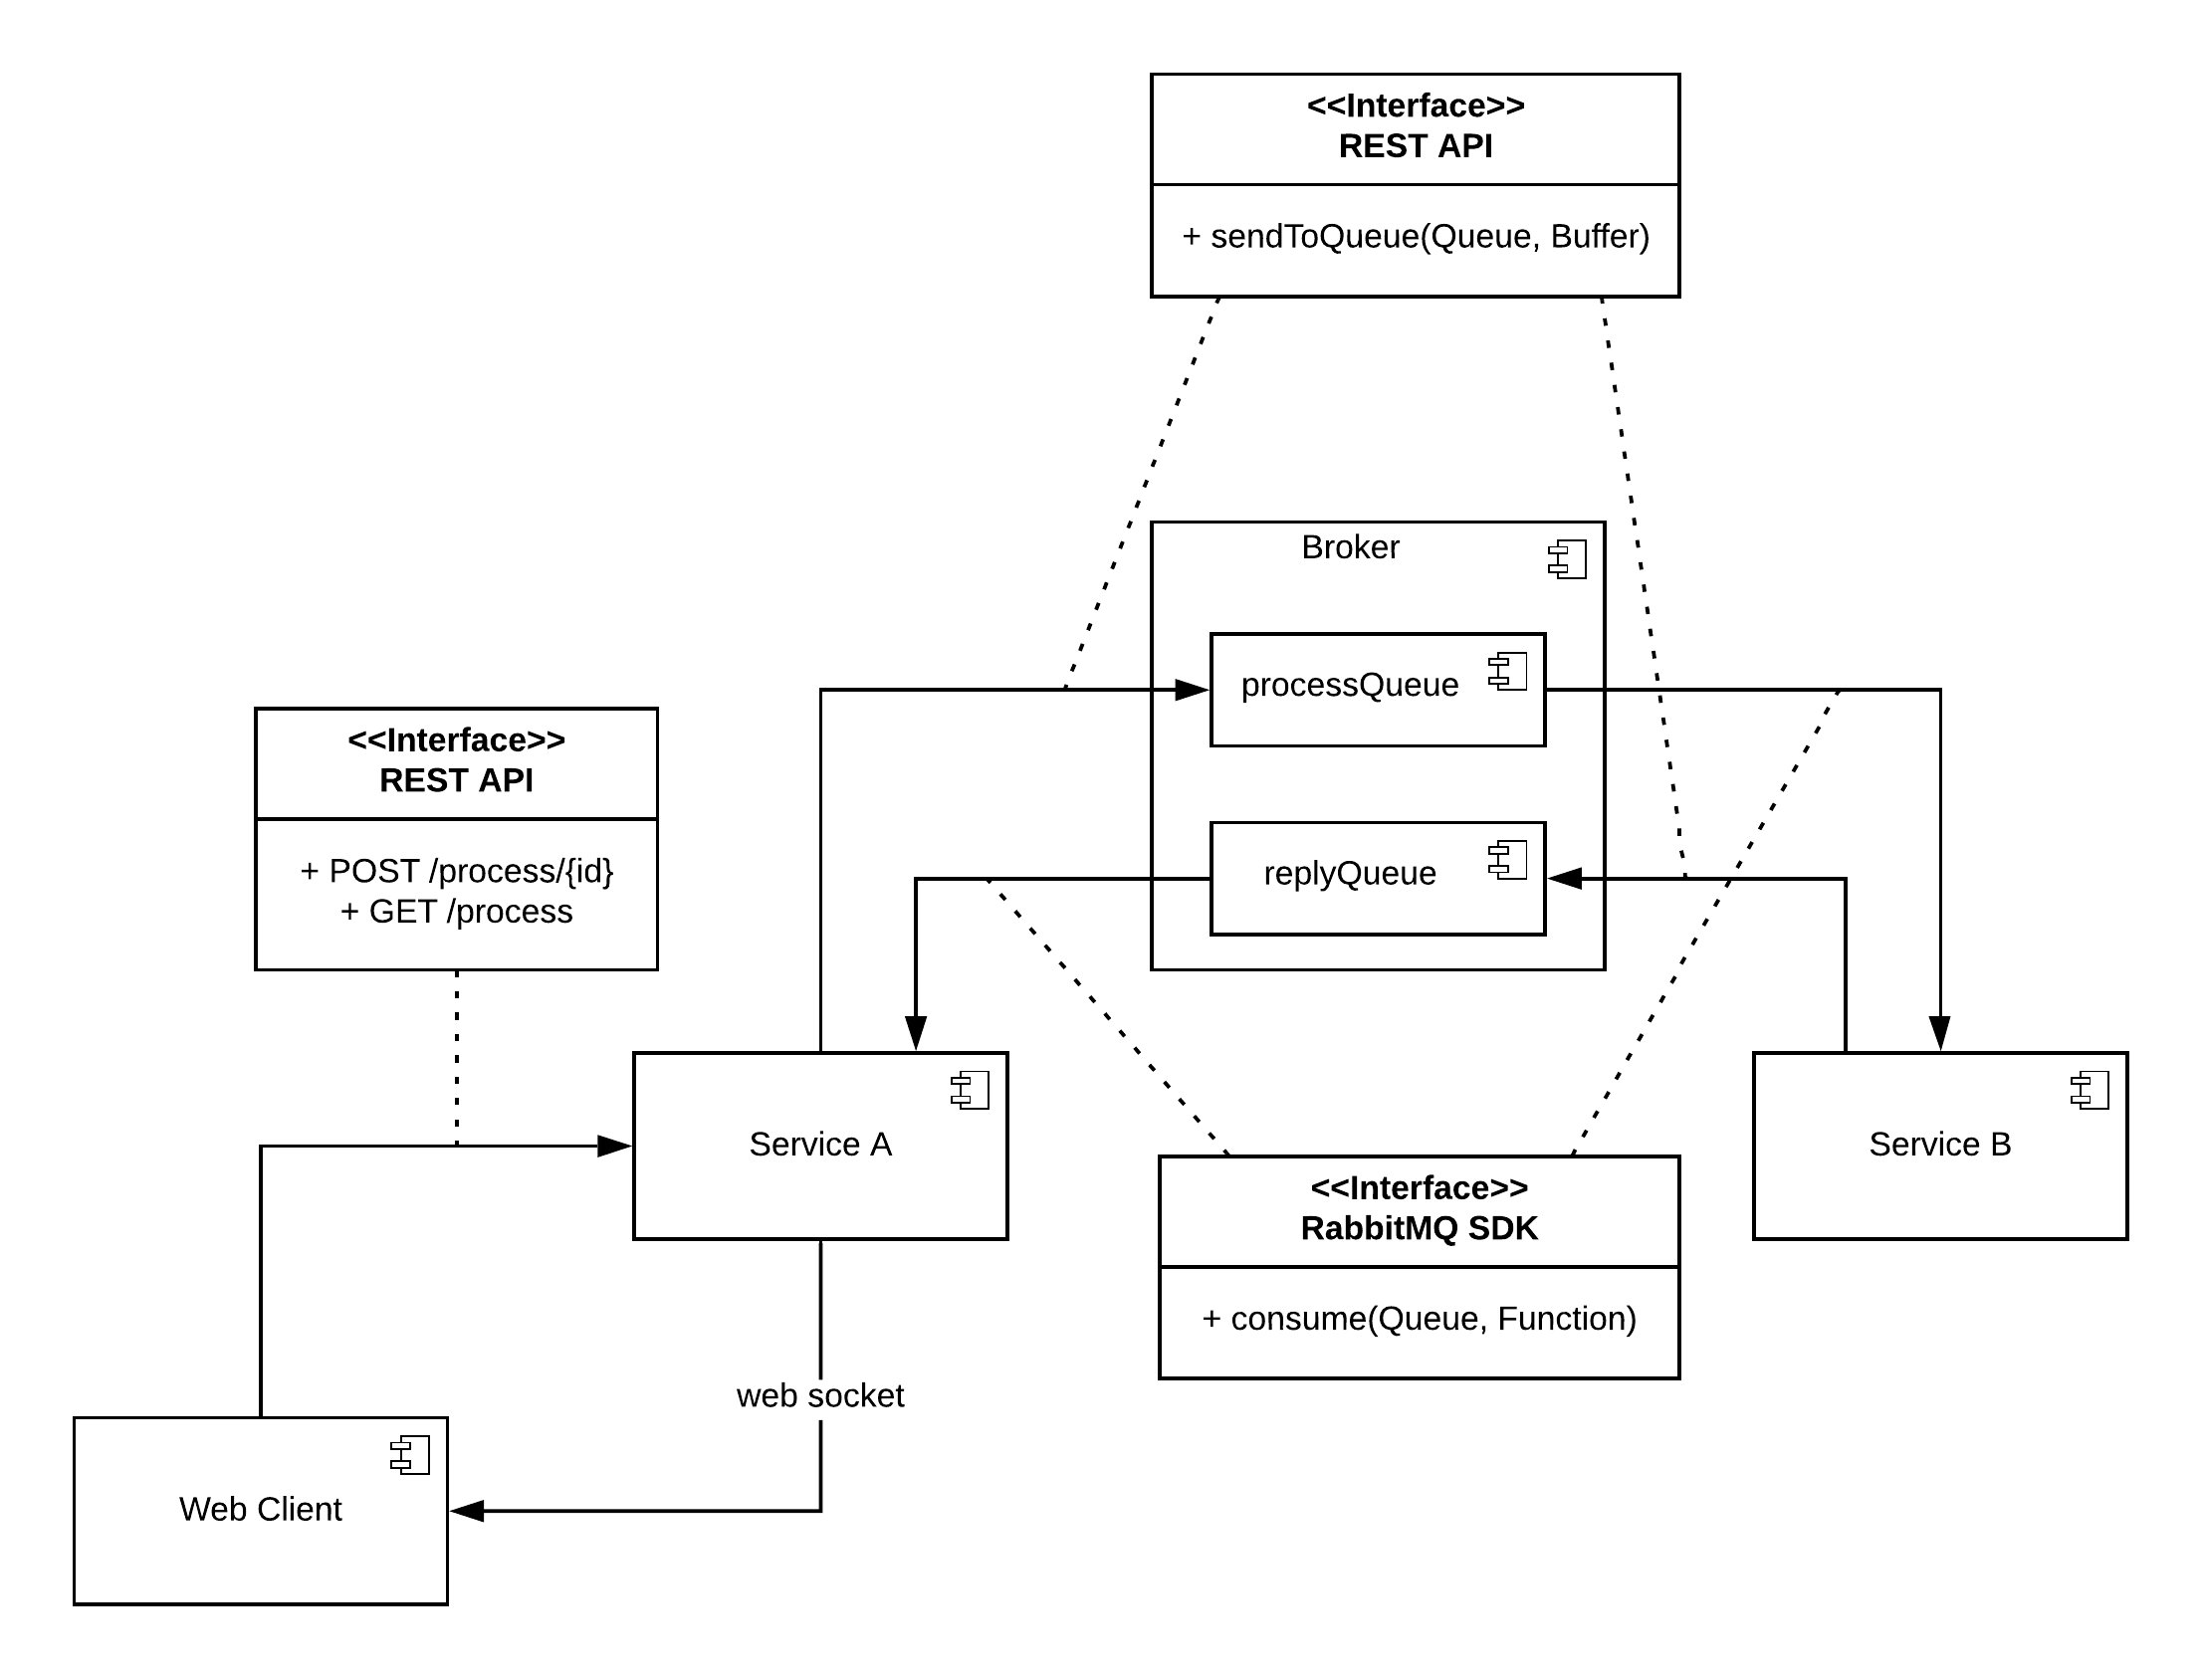 <<Interface>>
REST API
+ sendToQueue(Queue, Buffer)
Broker
processQueue
<<Interface>>
REST API
+ POST /process/{id}
+ GET /process
replyQueue
Service A
Service B
<<Interface>>
RabbitMQ SDK
+ consume(Queue, Function)
web socket
Web Client